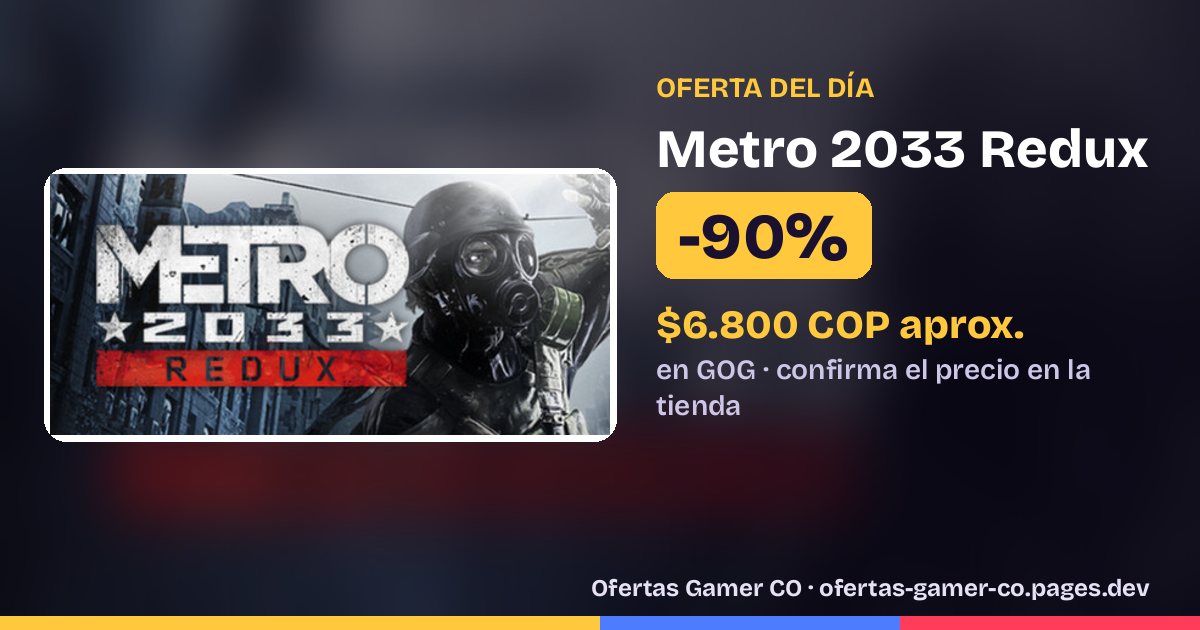 OFERTA DEL DÍA
Metro 2033 Redux
-90%
$6.800 COP aprox.
en GOG · confirma el precio en la
tienda
METRO
★ 2033 ★
REDUX
Ofertas Gamer CO · ofertas-gamer-co.pages.dev